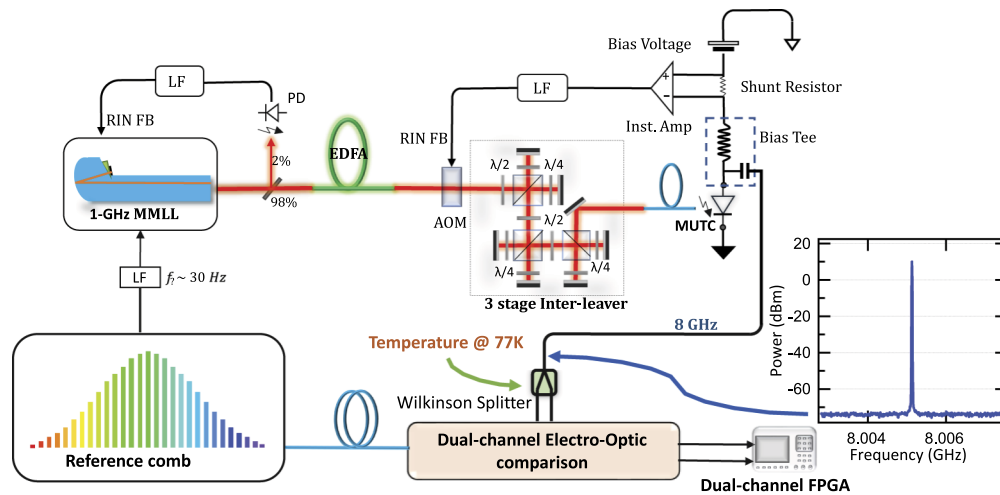 Bias Voltage
LF
PD
Shunt Resistor
LF
+
-
Inst. Amp
RIN FB
2%
EDFA
RIN FB
λ/2
λ/4
Bias Tee
98%
1-GHz MMLL
AOM
λ/2
MUTC
λ/4
λ/4
LF
3 stage Inter-leaver
8 GHz
Temperature @ 77K
Wilkinson Splitter
Reference comb
Dual-channel Electro-Optic
comparison
Dual-channel FPGA
20
0
-20
-40
-60
Power (dBm)
8.004
8.006
Frequency (GHz)